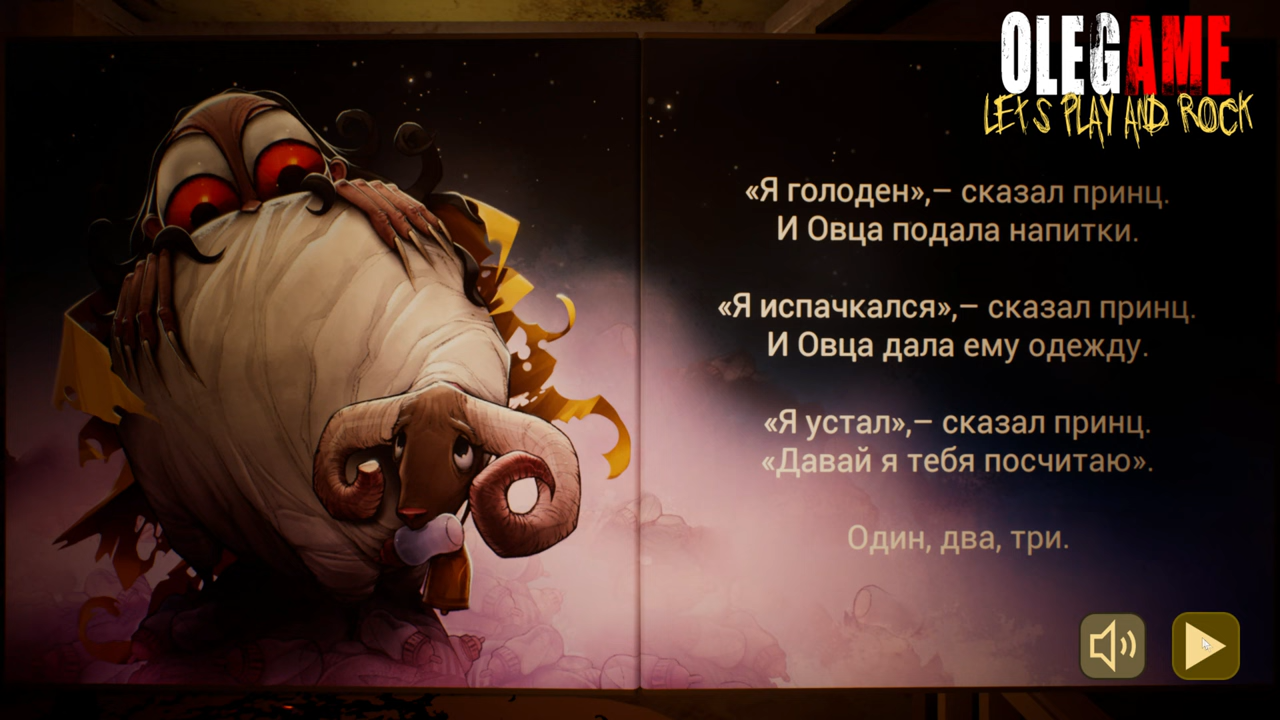 OLEGAME
LET'S PLAY AND ROCK
«Я голоден»,– сказал принц.
И Овца подала напитки.
«Я испачкался»,– сказал принц.
И Овца дала ему одежду.
«Я устал»,– сказал принц.
«Давай я тебя посчитаю».
Один, два, три.